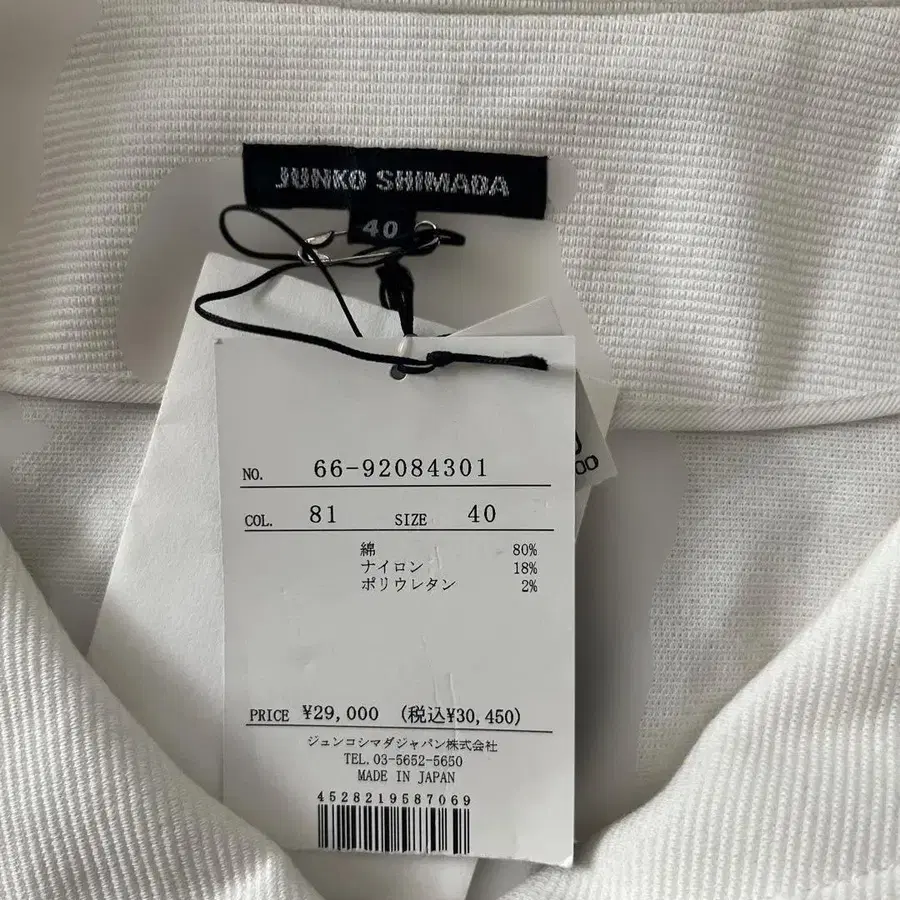 JUNKO SHIMADA
40
NO. 66-92084301
COL. 81 SIZE 40
綿 80%
ナイロン 18%
ポリウレタン 2%
PRICE ¥29,000 (税込¥30,450)
ジュンコシマダジャパン株式会社
TEL.03-5652-5650
MADE IN JAPAN
4528219587069
00